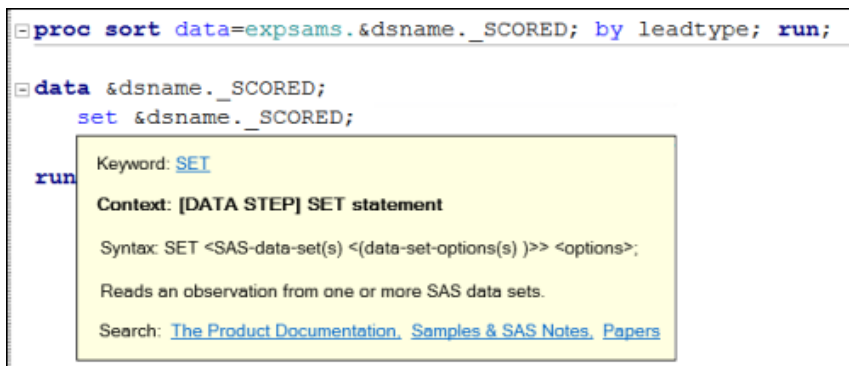 proc sort data=expsams.&dsname._SCORED; by leadtype; run;
data &dsname._SCORED;
set &dsname._SCORED;
Keyword: SET
run
Context: [DATA STEP] SET statement
Syntax: SET <SAS-data-set(s) <(data-set-options(s) )>> <options>;
Reads an observation from one or more SAS data sets.
Search: The Product Documentation, Samples & SAS Notes, Papers